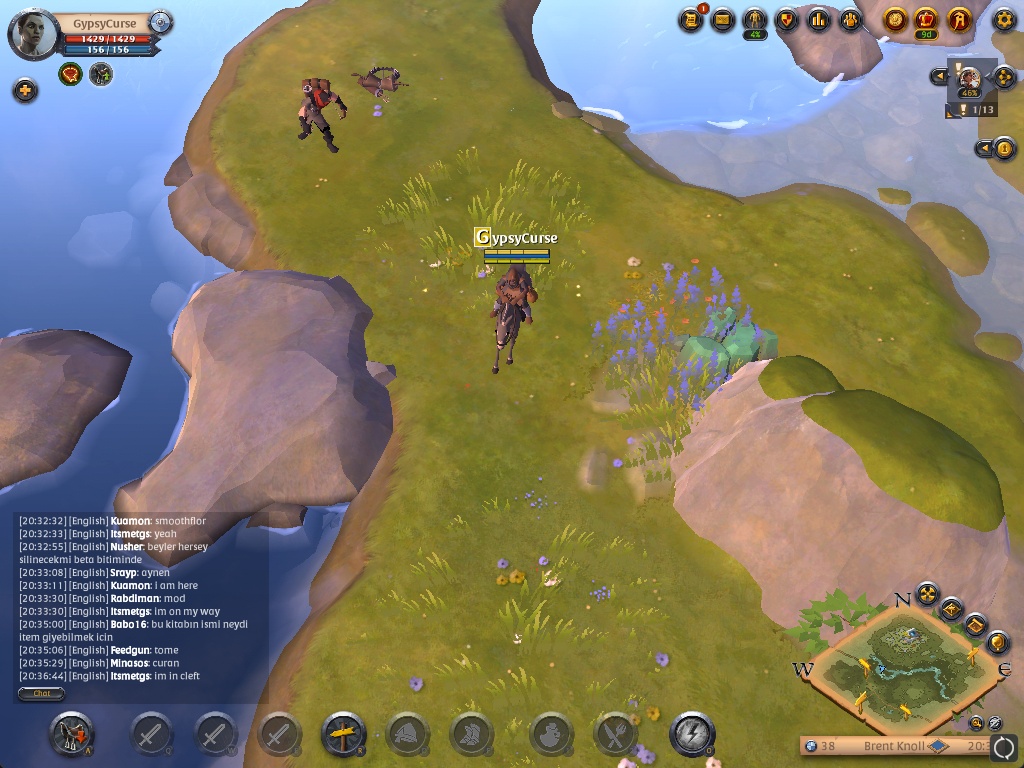 GypsyCurse
1429 / 1429
156 / 156
1
4%
9d
46%
1/13
GypsyCurse
[20:32:32] [English] Kuamon: smoothflor
[20:32:33] [English] Itsmetgs: yeah
[20:32:55] [English] Nusher: beyler hersey
silinecekmi beta bitiminde
[20:33:08] [English] Srayp: aynen
[20:33:11] [English] Kuamon: i am here
[20:33:30] [English] Rabdiman: mod
[20:33:30] [English] Itsmetgs: im on my way
[20:35:00] [English] Babo16: bu kitabın ismi neydi
item giyebilmek icin
[20:35:06] [English] Feedgun: tome
[20:35:29] [English] Minasos: curan
[20:36:44] [English] Itsmetgs: im in cleft
Chat
N
W
E
A
Q
W
R
38
Brent Knoll